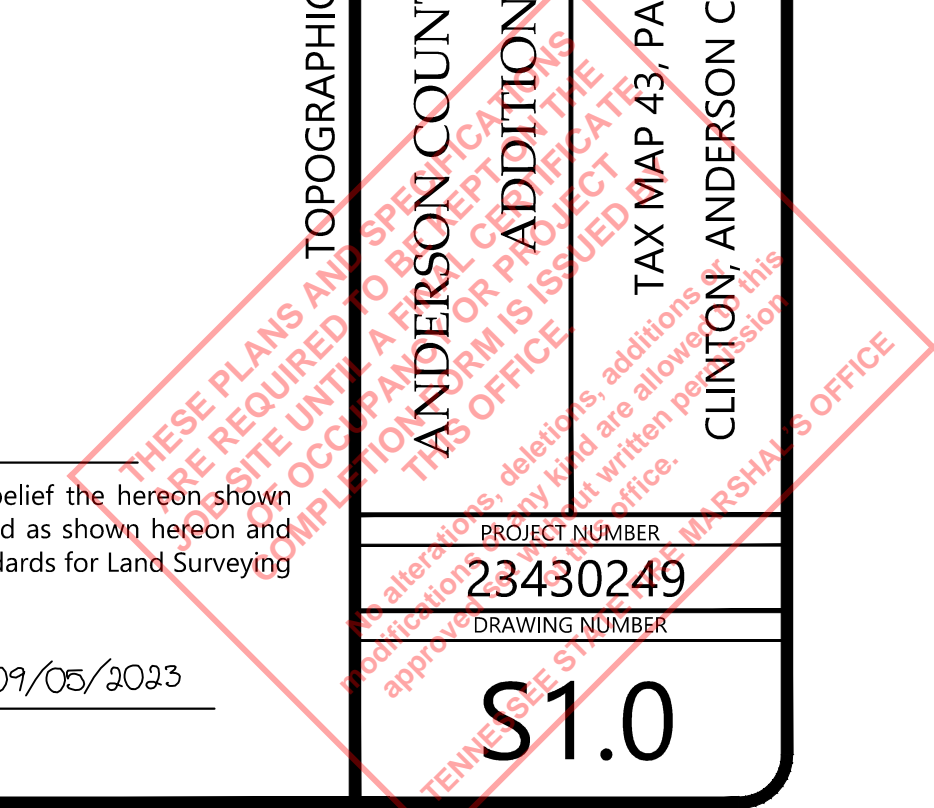 TOPOGRAPHIC
ANDERSON COUNT
ADDITION
TAX MAP 43, PA
CLINTON, ANDERSON C
THESE PLANS AND SPECIFICATIONS
ARE REQUIRED TO BE KEPT ON THE
JOB SITE UNTIL A FINAL CERTIFICATE
OF OCCUPANCY OR PROJECT
COMPLETION FORM IS ISSUED BY
THIS OFFICE.
No alterations, deletions, additions or
modifications of any kind are allowed to this
approved set without written permission
of this office.
TENNESSEE STATE FIRE MARSHAL'S OFFICE
belief the hereon shown
d as shown hereon and
dards for Land Surveying
09/05/2023
PROJECT NUMBER
23430249
DRAWING NUMBER
S1.0